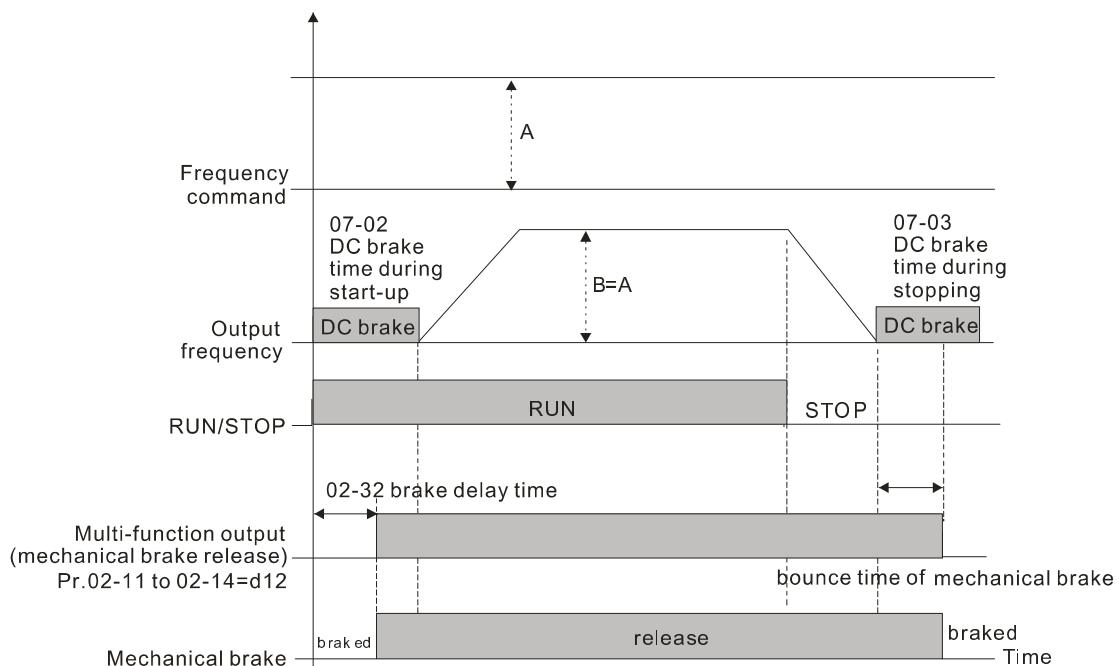 A
Frequency
command
07-02
DC brake
time during
start-up
07-03
DC brake
time during
stopping
B=A
DC brake
DC brake
Output
frequency
RUN
STOP
RUN/STOP
02-32 brake delay time
Multi-function output
(mechanical brake release)
Pr.02-11 to 02-14=d12
bounce time of mechanical brake
braked
release
braked
Mechanical brake
Time